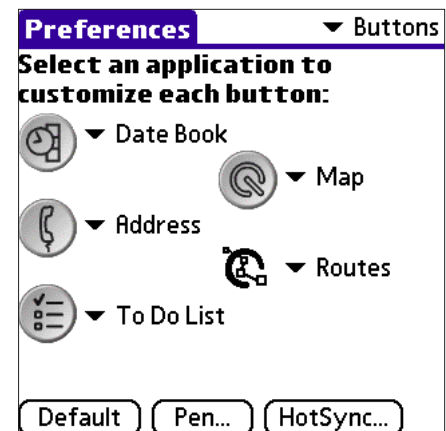 Preferences
Buttons
Select an application to
customize each button:
Date Book
Map
Address
Routes
To Do List
Default
Pen...
HotSync...